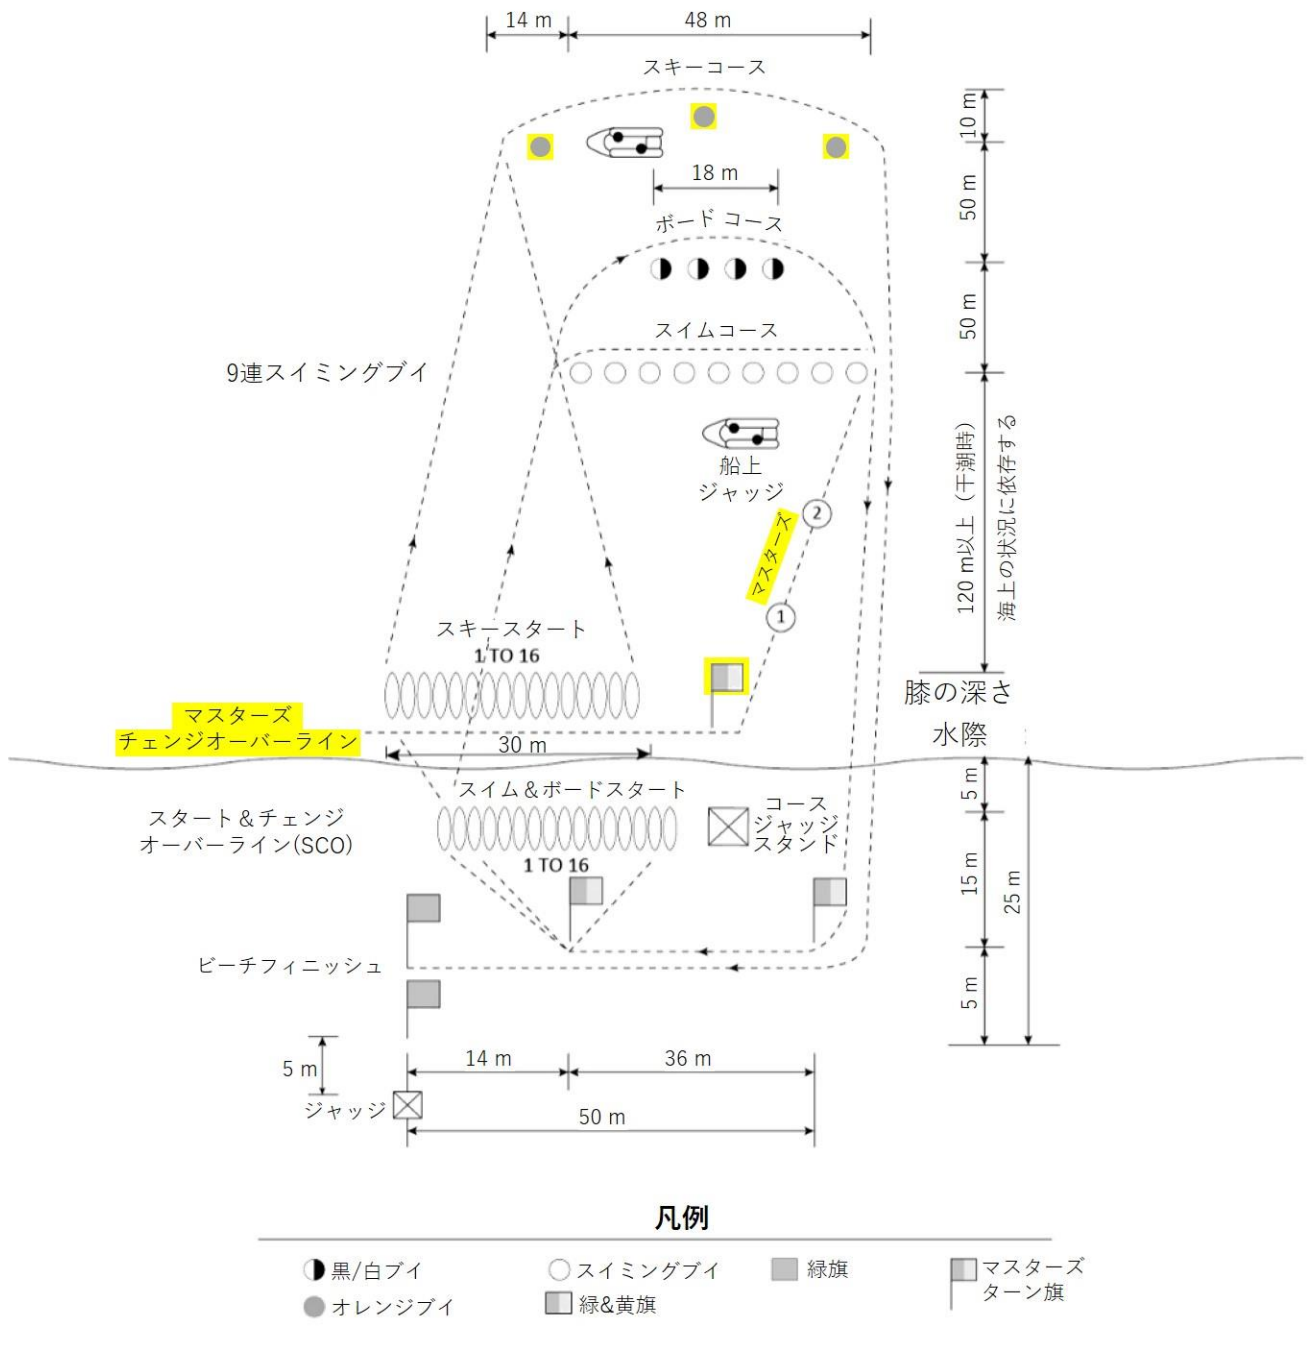 14 m
48 m
スキーコース
10 m
18 m
50 m
ボード コース
50 m
スイムコース
9連スイミングブイ
船上
ジャッジ
120 m以上（干潮時）
海上の状況に依存する
2
マスターズ
1
スキースタート
1 TO 16
膝の深さ
マスターズ
チェンジオーバーライン
水際
30 m
5 m
スイム＆ボードスタート
コース
ジャッジ
スタンド
スタート＆チェンジ
オーバーライン(SCO)
1 TO 16
15 m
25 m
ビーチフィニッシュ
5 m
14 m
36 m
5 m
ジャッジ
50 m
凡例
黒/白ブイ
スイミングブイ
緑旗
マスターズ
ターン旗
オレンジブイ
緑&黄旗